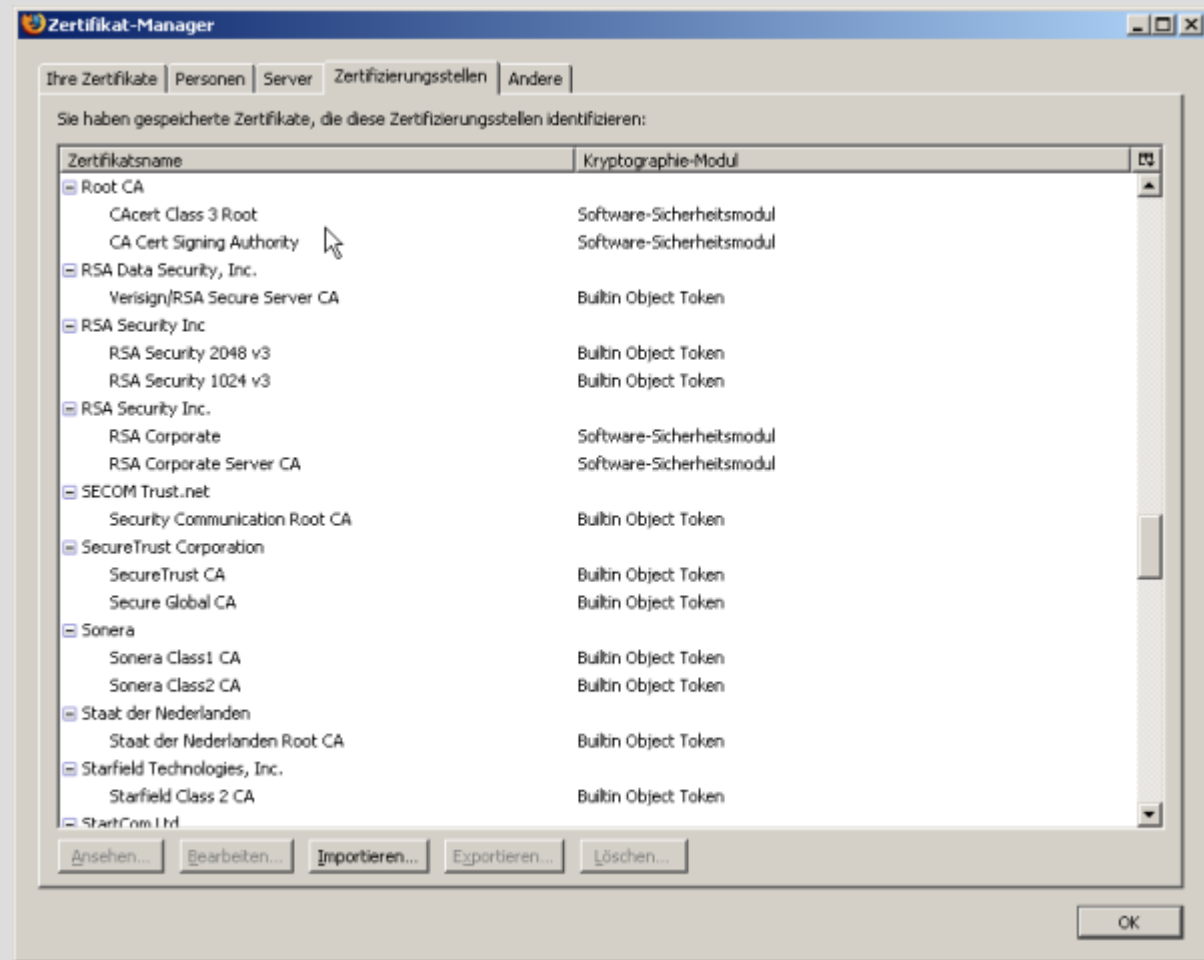 Zertifikat-Manager
Ihre Zertifikate Personen Server Zertifizierungsstellen Andere
Sie haben gespeicherte Zertifikate, die diese Zertifizierungsstellen identifizieren:
Zertifikatsname Kryptographie-Modul
Root CA
CAcert Class 3 Root Software-Sicherheitsmodul
CA Cert Signing Authority Software-Sicherheitsmodul
RSA Data Security, Inc.
Verisign/RSA Secure Server CA Builtin Object Token
RSA Security Inc
RSA Security 2048 v3 Builtin Object Token
RSA Security 1024 v3 Builtin Object Token
RSA Security Inc.
RSA Corporate Software-Sicherheitsmodul
RSA Corporate Server CA Software-Sicherheitsmodul
SECOM Trust.net
Security Communication Root CA Builtin Object Token
SecureTrust Corporation
SecureTrust CA Builtin Object Token
Secure Global CA Builtin Object Token
Sonera
Sonera Class1 CA Builtin Object Token
Sonera Class2 CA Builtin Object Token
Staat der Nederlanden
Staat der Nederlanden Root CA Builtin Object Token
Starfield Technologies, Inc.
Starfield Class 2 CA Builtin Object Token
StartCom Ltd
Ansehen... Bearbeiten... Importieren... Exportieren... Löschen...
OK